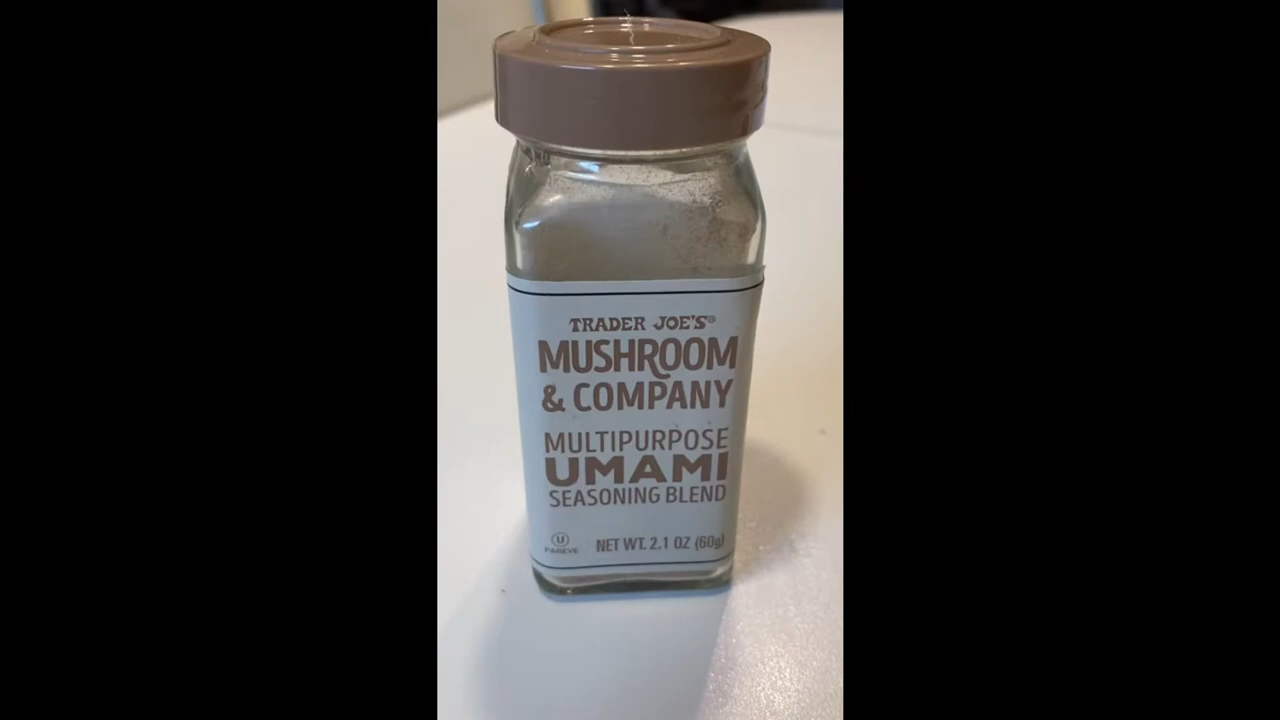 TRADER JOE'S®
MUSHROOM
& COMPANY
MULTIPURPOSE
UMAMI
SEASONING BLEND
U
PAREVE
NET WT. 2.1 OZ (60g)